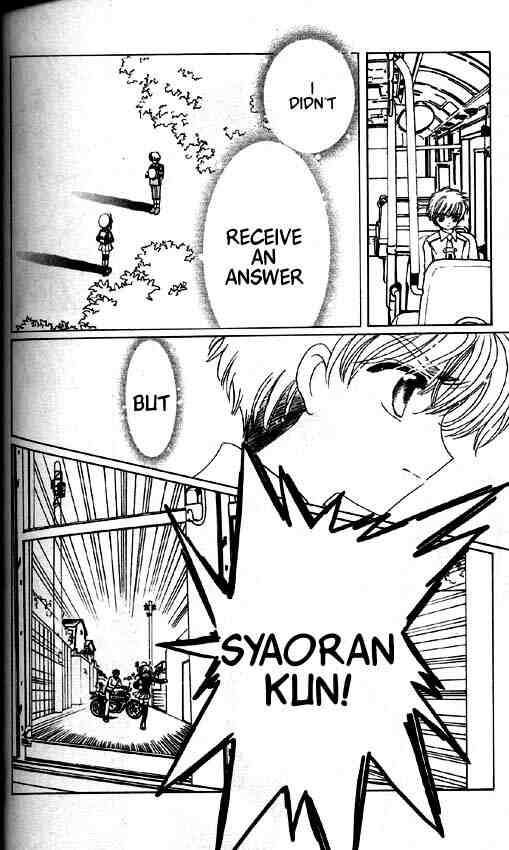 I
DIDN'T
RECEIVE
AN
ANSWER
BUT
SYAORAN
KUN!